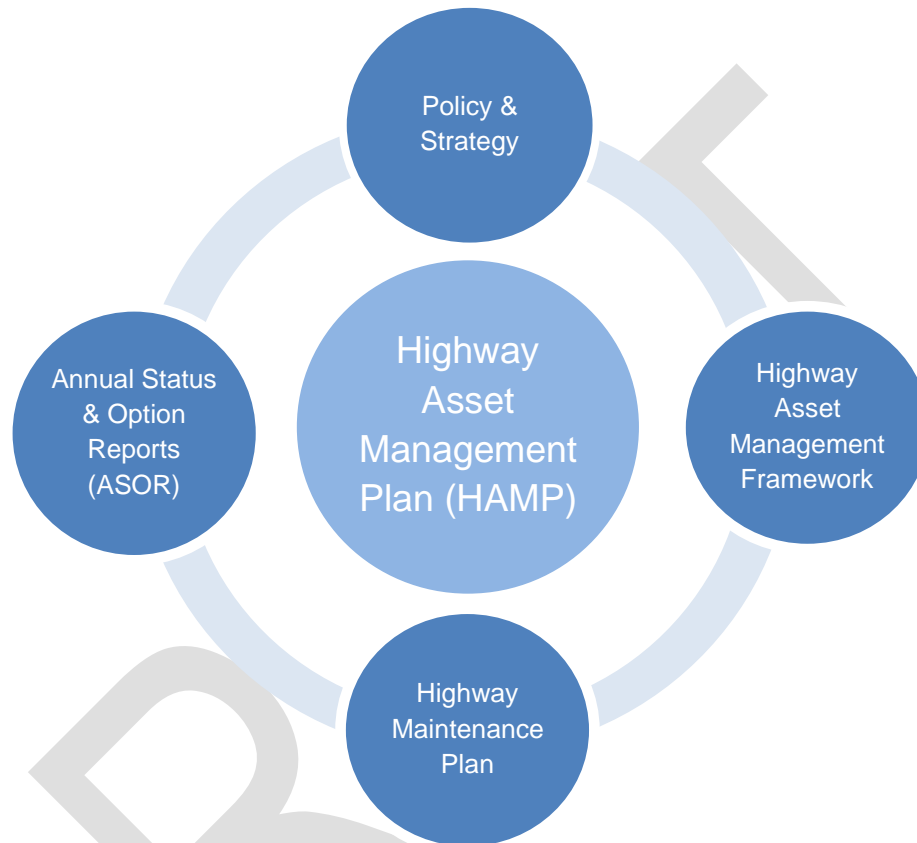 Policy &
Strategy
Highway
Asset
Management
Plan (HAMP)
Annual Status
& Option
Reports
(ASOR)
Highway
Asset
Management
Framework
Highway
Maintenance
Plan